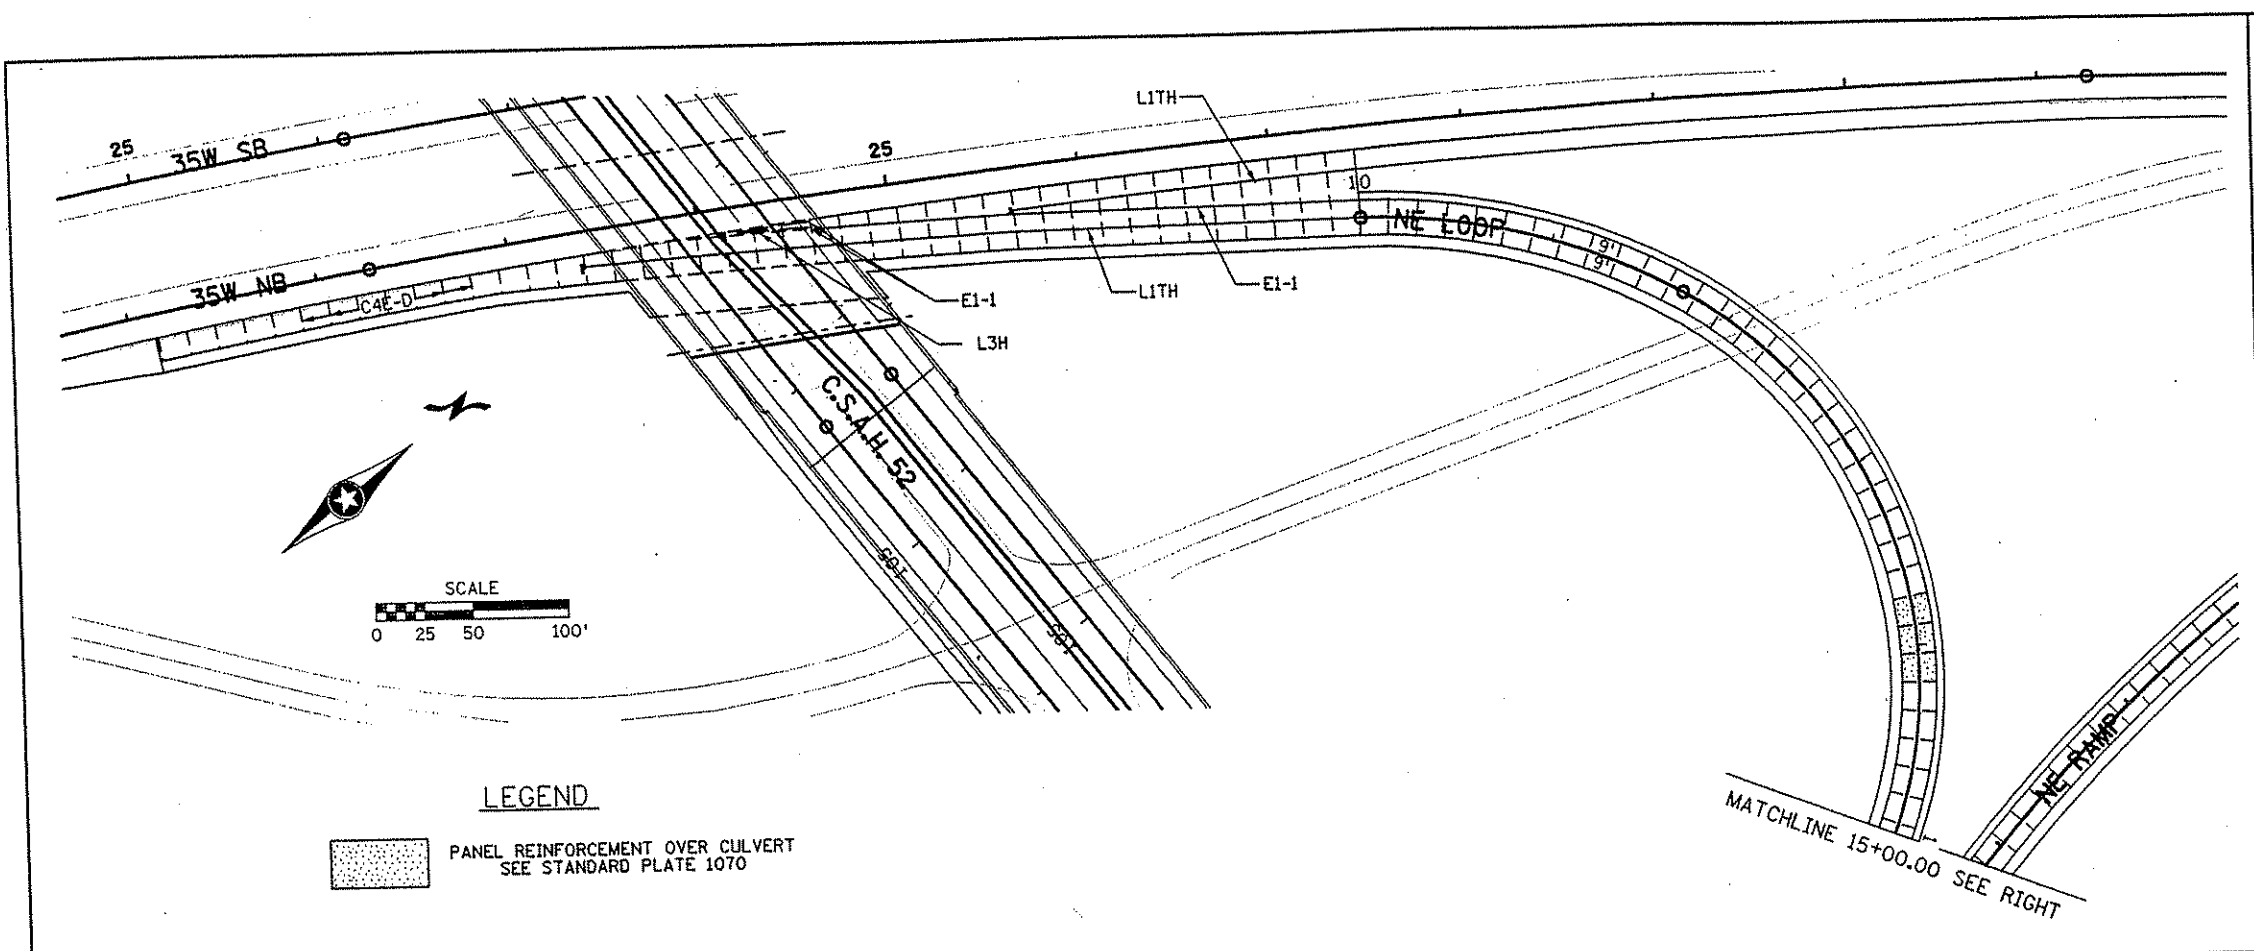 L1TH
25
35W SB
25
10
NE LOOP
9'
9'
35W NB
C4E-D
E1-1
L1TH
E1-1
L3H
C.S.A.H. 52
105
105
SCALE
0 25 50 100'
NE RAMP
MATCHLINE 15+00.00 SEE RIGHT
LEGEND
PANEL REINFORCEMENT OVER CULVERT
SEE STANDARD PLATE 1070